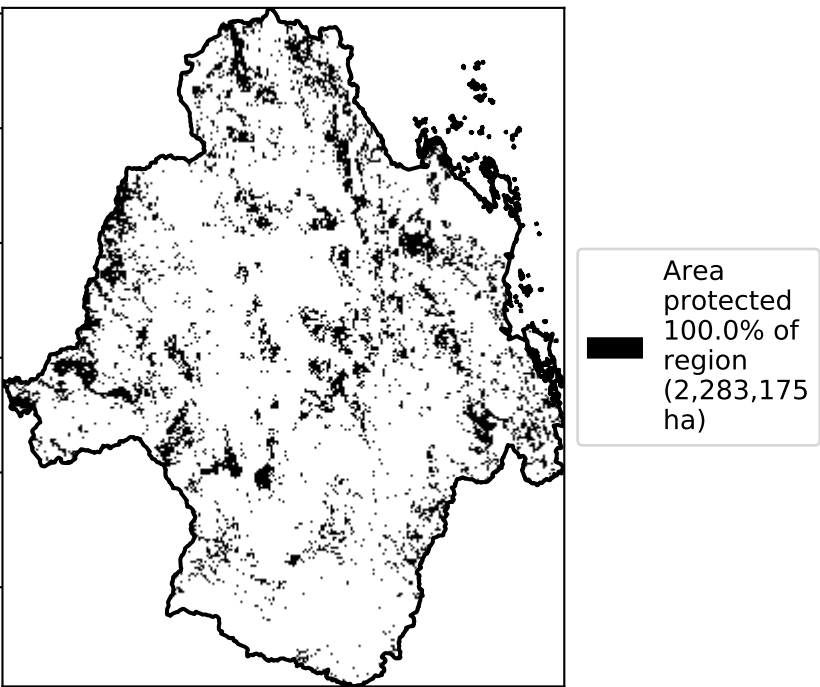 Area
protected
100.0% of
region
(2,283,175
ha)